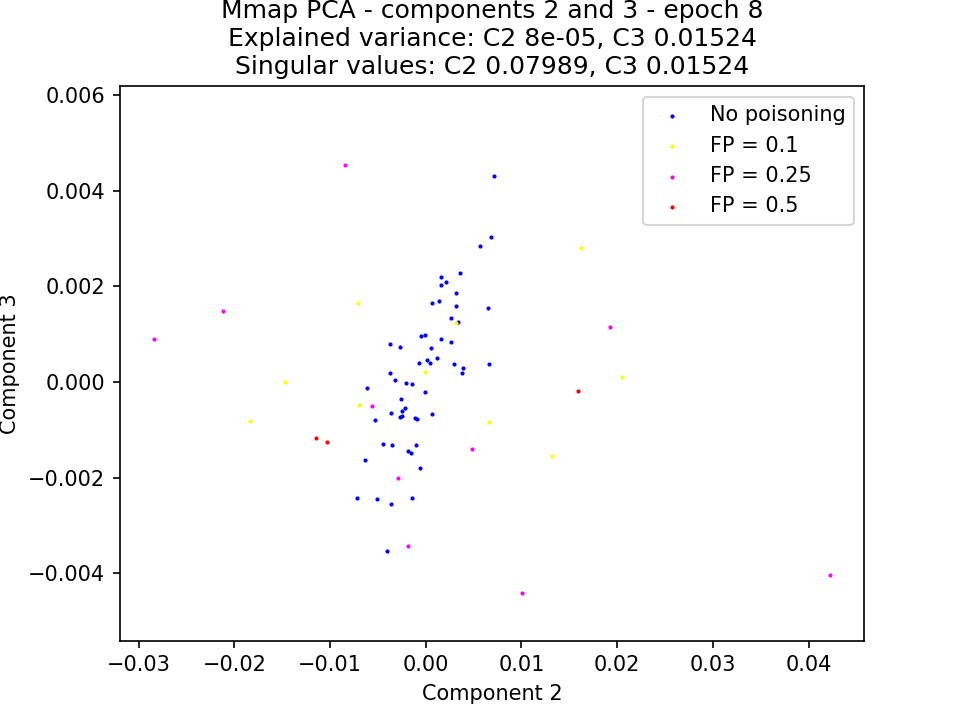 Mmap PCA - components 2 and 3 - epoch 8
Explained variance: C2 8e-05, C3 0.01524
Singular values: C2 0.07989, C3 0.01524
No poisoning
FP = 0.1
FP = 0.25
FP = 0.5
Component 3
0.006
0.004
0.002
0.000
−0.002
−0.004
−0.03
−0.02
−0.01
0.00
0.01
0.02
0.03
0.04
Component 2